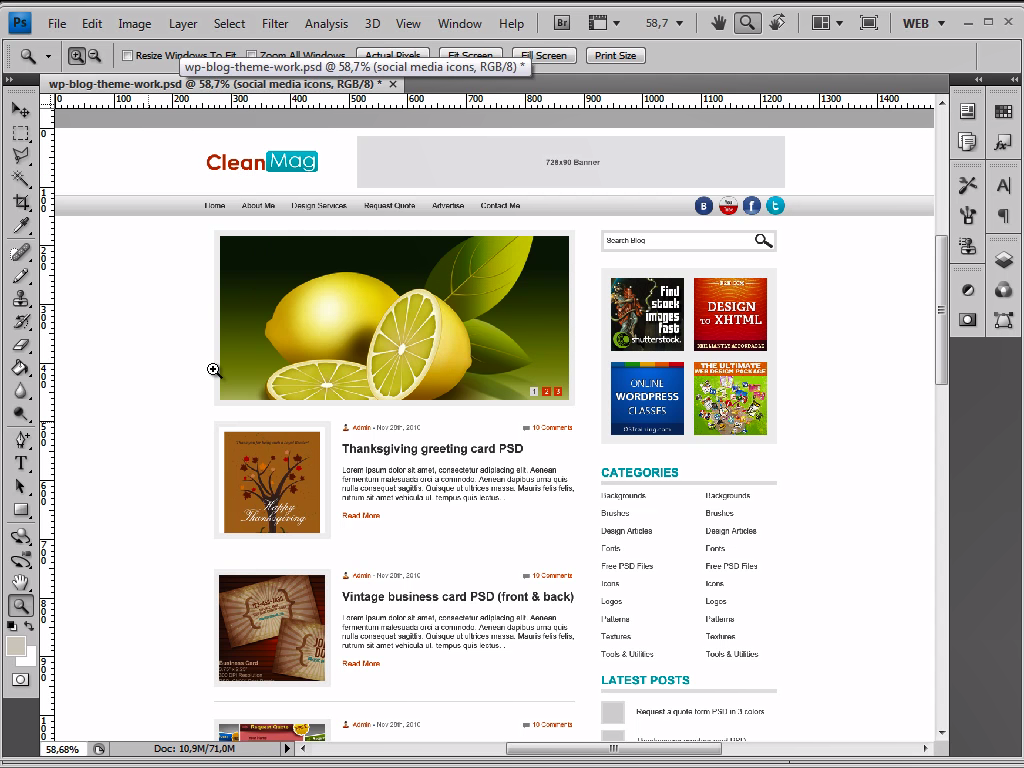 Ps File Edit Image Layer Select Filter Analysis 3D View Window Help Br 58,7 WEB
Resize Windows To Fit Zoom All Windows Actual Pixels Fit Screen Fill Screen Print Size
wp-blog-theme-work.psd @ 58,7% (social media icons, RGB/8) *
wp-blog-theme-work.psd @ 58,7% (social media icons, RGB/8) * ×
0 100 200 300 400 500 600 700 800 900 1000 1100 1200 1300 1400
CleanMag
728x90 Banner
Home About Me Design Services Request Quote Advertise Contact Me
B You Tube f t
Search Blog
Find stock images fast
shutterstock
DESIGN TO XHTML
BRILLIANTLY AFFORDABLE
1 2 3
ONLINE WORDPRESS CLASSES
THE ULTIMATE WEB DESIGN PACKAGE
Admin - Nov 28th, 2010 10 Comments
Thanksgiving greeting card PSD
Lorem ipsum dolor sit amet, consectetur adipiscing elit. Aenean
fermentum malesuada orci a commodo. Aenean dapibus urna quis
nulla consequat sagittis. Quisque ut ultrices massa. Mauris felis felis,
rutrum sit amet vehicula ut, tempus quis lectus...
Read More
Happy Thanksgiving
CATEGORIES
Backgrounds Backgrounds
Brushes Brushes
Design Articles Design Articles
Fonts Fonts
Free PSD Files Free PSD Files
Icons Icons
Logos Logos
Patterns Patterns
Textures Textures
Tools & Utilities Tools & Utilities
Admin - Nov 28th, 2010 10 Comments
Vintage business card PSD (front & back)
Lorem ipsum dolor sit amet, consectetur adipiscing elit. Aenean
fermentum malesuada orci a commodo. Aenean dapibus urna quis
nulla consequat sagittis. Quisque ut ultrices massa. Mauris felis felis,
rutrum sit amet vehicula ut, tempus quis lectus...
Read More
Business Card
300 DPI Resolution
LATEST POSTS
Request a quote form PSD in 3 colors
Request Quote
Admin - Nov 28th, 2010 10 Comments
58,68% Doc: 10,9M/71,0M